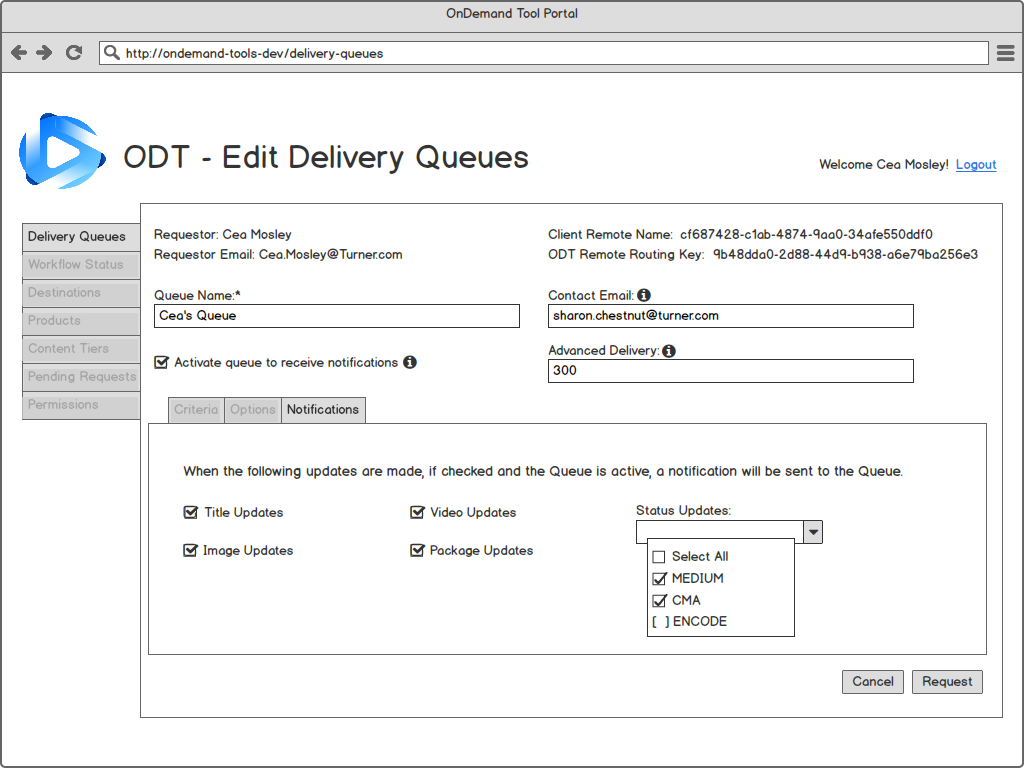 OnDemand Tool Portal
http://ondemand-tools-dev/delivery-queues
ODT - Edit Delivery Queues
Welcome Cea Mosley! Logout
Delivery Queues
Workflow Status
Destinations
Products
Content Tiers
Pending Requests
Permissions
Requestor: Cea Mosley
Requestor Email: Cea.Mosley@Turner.com
Client Remote Name: cf687428-c1ab-4874-9aa0-34afe550ddf0
ODT Remote Routing Key: 9b48dda0-2d88-44d9-b938-a6e79ba256e3
Queue Name:*
Cea's Queue
Contact Email:
sharon.chestnut@turner.com
Activate queue to receive notifications
Advanced Delivery:
300
Criteria Options Notifications
When the following updates are made, if checked and the Queue is active, a notification will be sent to the Queue.
Title Updates
Video Updates
Image Updates
Package Updates
Status Updates:
Select All
MEDIUM
CMA
[ ] ENCODE
Cancel Request